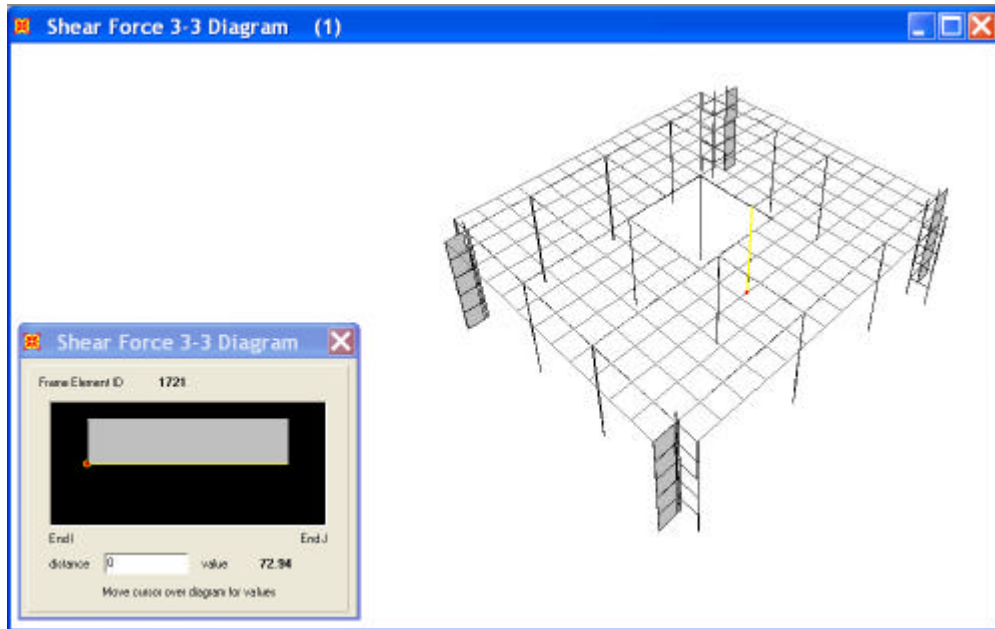 Shear Force 3-3 Diagram (1)
Shear Force 3-3 Diagram
Frame Element ID 1721
End I End J
distance 0 value 72.94
Move cursor over diagram for values